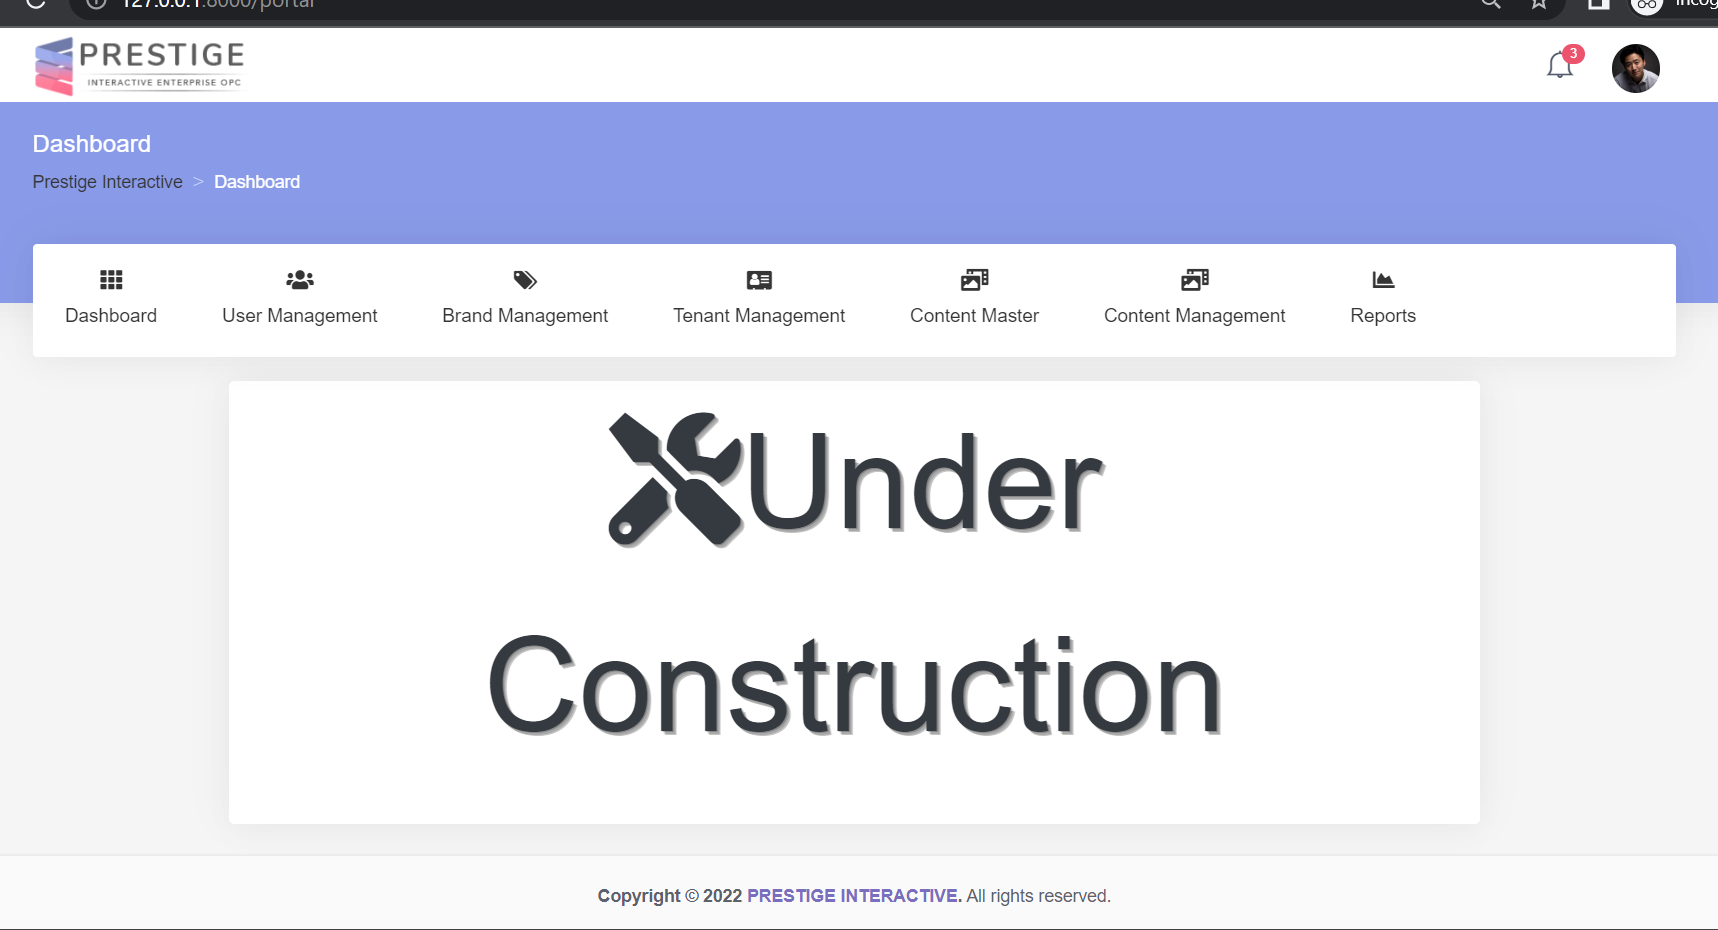 127.0.0.1:8000/portal
PRESTIGE
INTERACTIVE ENTERPRISE OPC
3
Dashboard
Prestige Interactive > Dashboard
Dashboard User Management Brand Management Tenant Management Content Master Content Management Reports
Under
Construction
Copyright © 2022 PRESTIGE INTERACTIVE. All rights reserved.